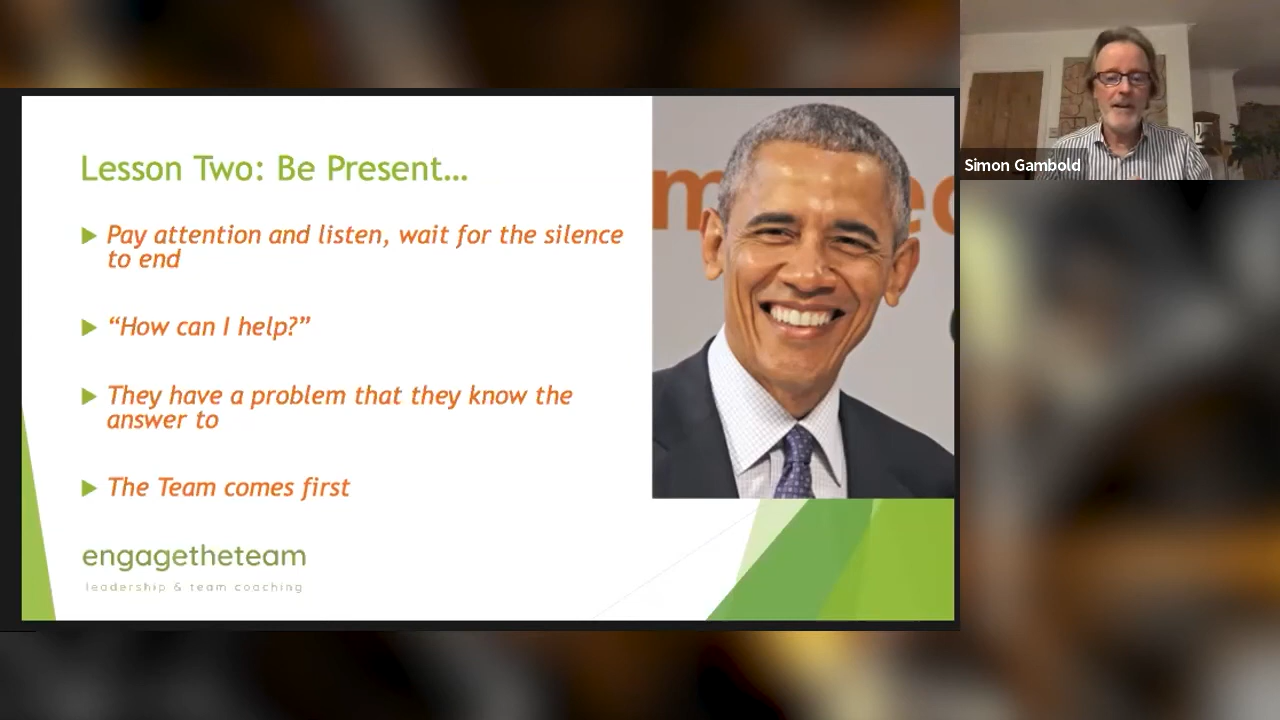 Lesson Two: Be Present…
Pay attention and listen, wait for the silence
to end
“How can I help?”
They have a problem that they know the
answer to
The Team comes first
engagetheteam
leadership & team coaching
Simon Gambold